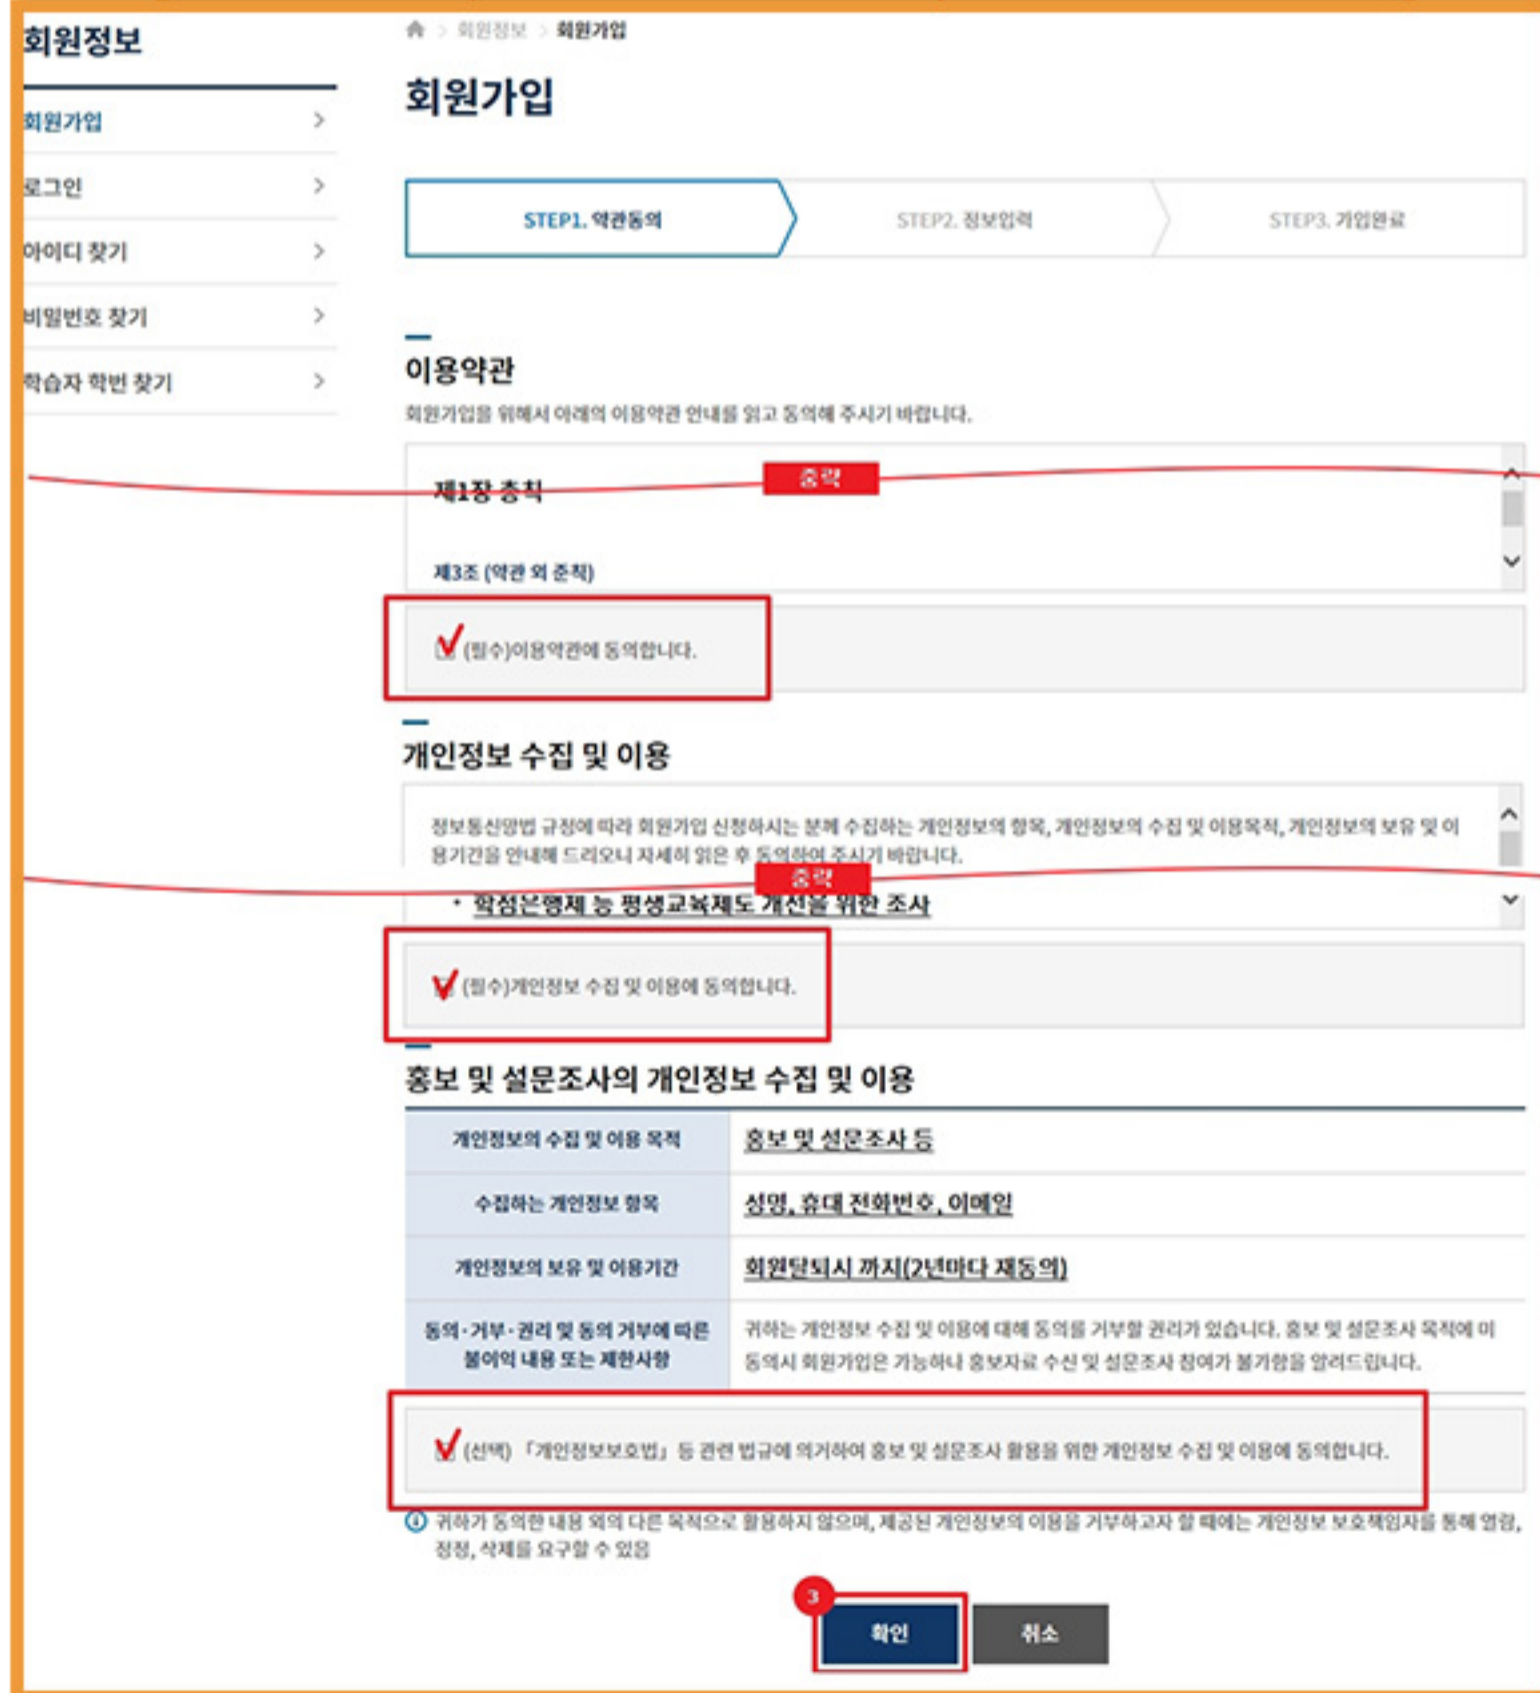 회원정보
회원가입
로그인
아이디 찾기
비밀번호 찾기
학습자 학번 찾기
> 회원정보 > 회원가입
회원가입
STEP1. 약관동의
STEP2. 정보입력
STEP3. 가입완료
이용약관
회원가입을 위해서 아래의 이용약관 안내를 읽고 동의해 주시기 바랍니다.
중략
제1장 총칙
제3조 (약관 외 준칙)
(필수)이용약관에 동의합니다.
개인정보 수집 및 이용
정보통신망법 규정에 따라 회원가입 신청하시는 분께 수집하는 개인정보의 항목, 개인정보의 수집 및 이용목적, 개인정보의 보유 및 이
용기간을 안내해 드리오니 자세히 읽은 후 동의하여 주시기 바랍니다.
중략
• 학점은행제 등 평생교육제도 개선을 위한 조사
(필수)개인정보 수집 및 이용에 동의합니다.
홍보 및 설문조사의 개인정보 수집 및 이용
개인정보의 수집 및 이용 목적
홍보 및 설문조사 등
수집하는 개인정보 항목
성명, 휴대 전화번호, 이메일
개인정보의 보유 및 이용기간
회원탈퇴시 까지(2년마다 재동의)
동의·거부·권리 및 동의 거부에 따른
불이익 내용 또는 제한사항
귀하는 개인정보 수집 및 이용에 대해 동의를 거부할 권리가 있습니다. 홍보 및 설문조사 목적에 미
동의시 회원가입은 가능하나 홍보자료 수신 및 설문조사 참여가 불가함을 알려드립니다.
(선택) 「개인정보보호법」 등 관련 법규에 의거하여 홍보 및 설문조사 활용을 위한 개인정보 수집 및 이용에 동의합니다.
귀하가 동의한 내용 외의 다른 목적으로 활용하지 않으며, 제공된 개인정보의 이용을 거부하고자 할 때에는 개인정보 보호책임자를 통해 열람,
정정, 삭제를 요구할 수 있음
3
확인
취소